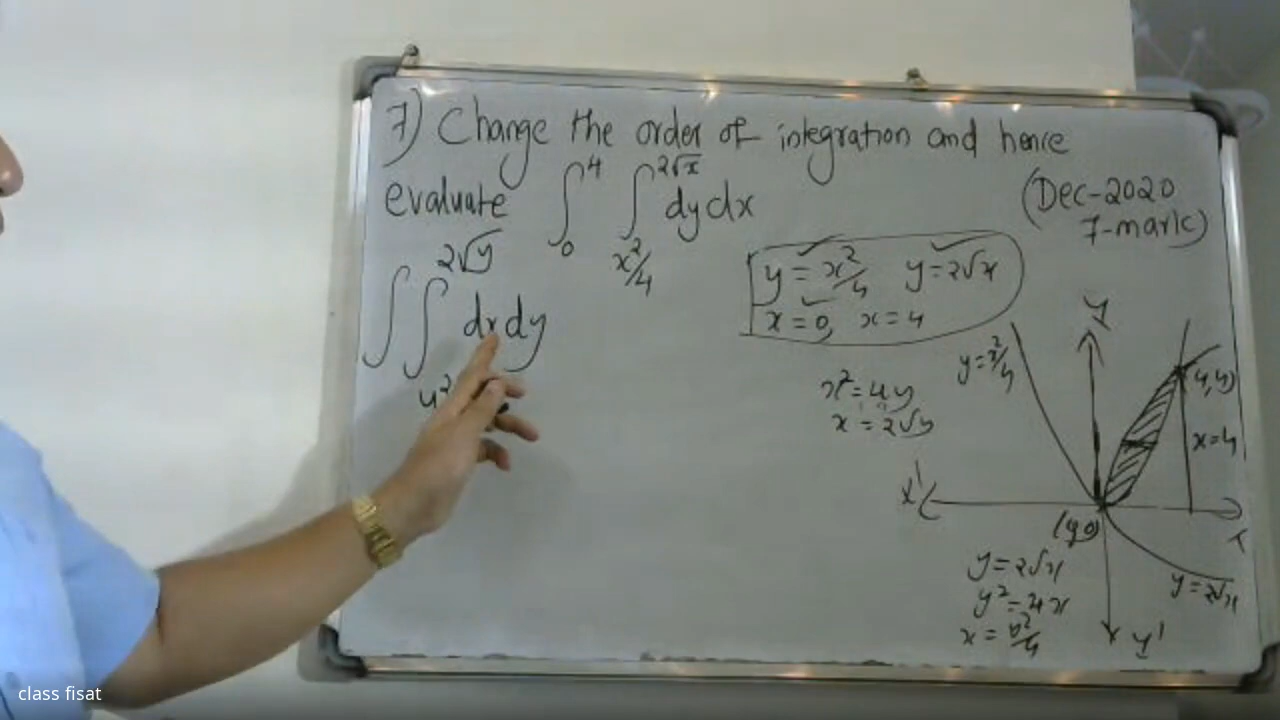 7) Change the order of integration and hence
evaluate ∫₀⁴ ∫_{x²/4}^{2√x} dy dx
(Dec-2020
7-mark)
∫ ∫^{2√y} dx dy
y²
y = x²/4 y = 2√x
x = 0, x = 4
x² = 4y
x = 2√y
y = x²/4
y
(4,4)
x = 4
x'
x
y = 2√x
y² = 4x
x = y²/4
y = 2√x
y'
class fisat